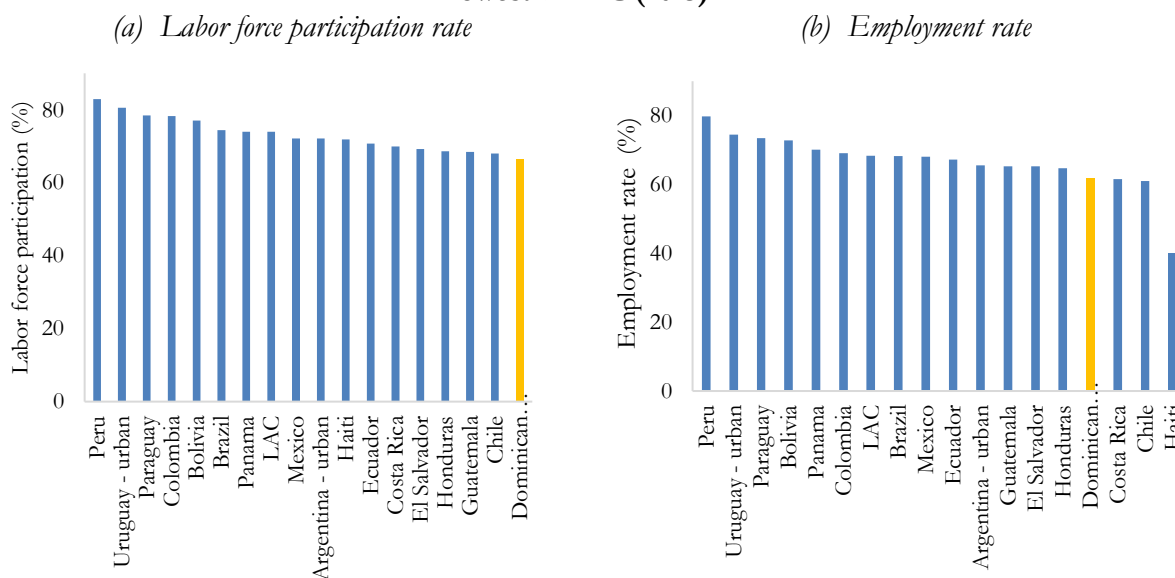 (a) Labor force participation rate
(b) Employment rate
Labor force participation (%)
80
60
40
20
0
Peru
Uruguay - urban
Paraguay
Colombia
Bolivia
Brazil
Panama
LAC
Mexico
Argentina - urban
Haiti
Ecuador
Costa Rica
El Salvador
Honduras
Guatemala
Chile
Dominican…
Employment rate (%)
80
60
40
20
0
Peru
Uruguay - urban
Paraguay
Bolivia
Panama
Colombia
LAC
Brazil
Mexico
Ecuador
Argentina - urban
Guatemala
El Salvador
Honduras
Dominican…
Costa Rica
Chile
Haiti